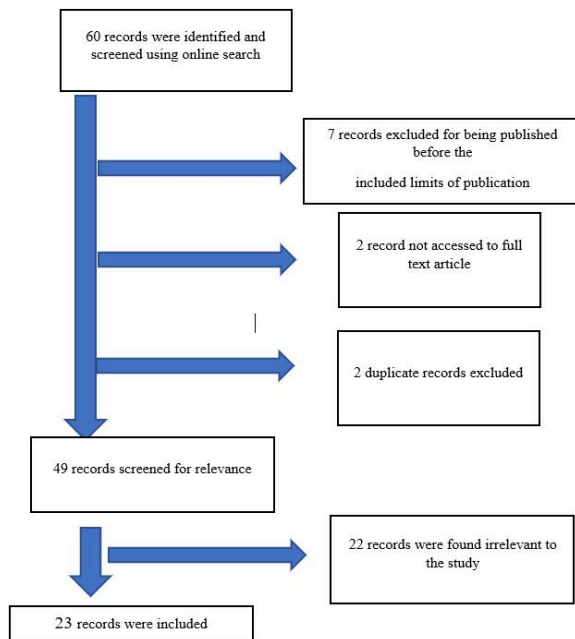 60 records were identified and
screened using online search
7 records excluded for being published
before the
included limits of publication
2 record not accessed to full
text article
2 duplicate records excluded
49 records screened for relevance
22 records were found irrelevant to
the study
23 records were included